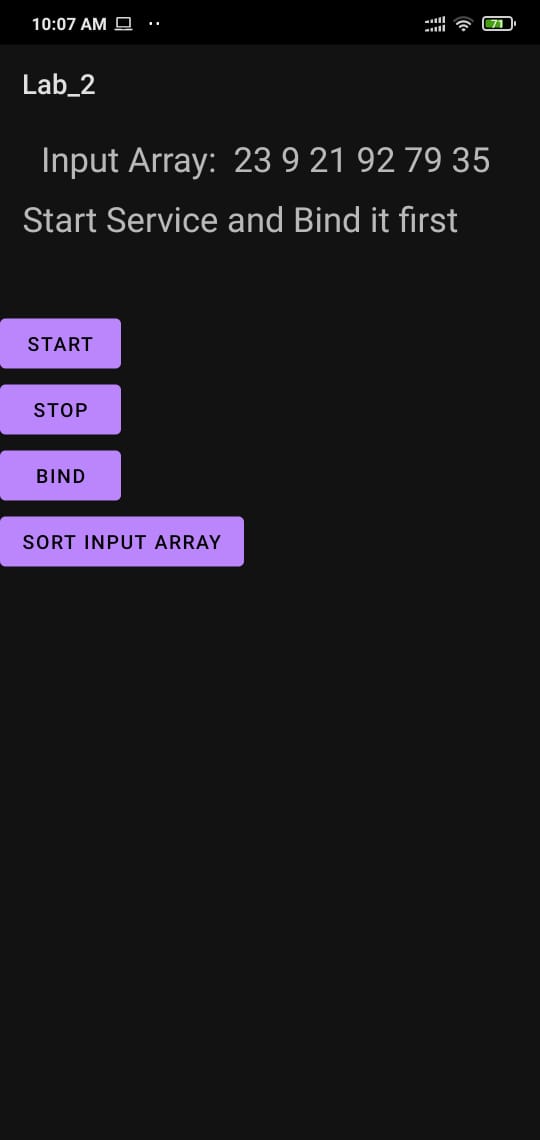 10:07 AM
71
Lab_2
Input Array: 23 9 21 92 79 35
Start Service and Bind it first
START
STOP
BIND
SORT INPUT ARRAY